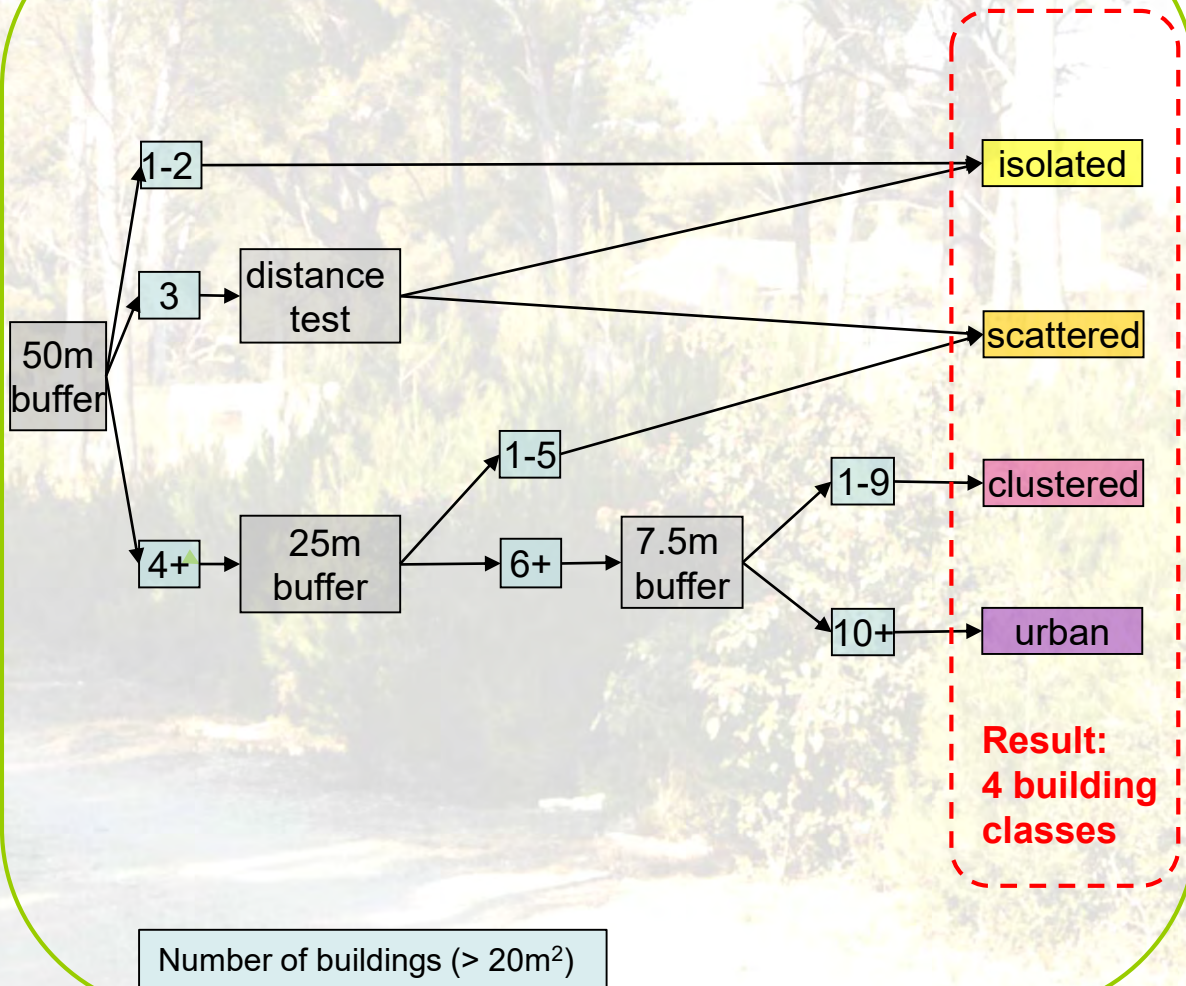 1-2
isolated
3
distance
test
scattered
50m
buffer
1-5
1-9
clustered
4+
25m
buffer
6+
7.5m
buffer
10+
urban
Result:
4 building
classes
Number of buildings (> 20m²)